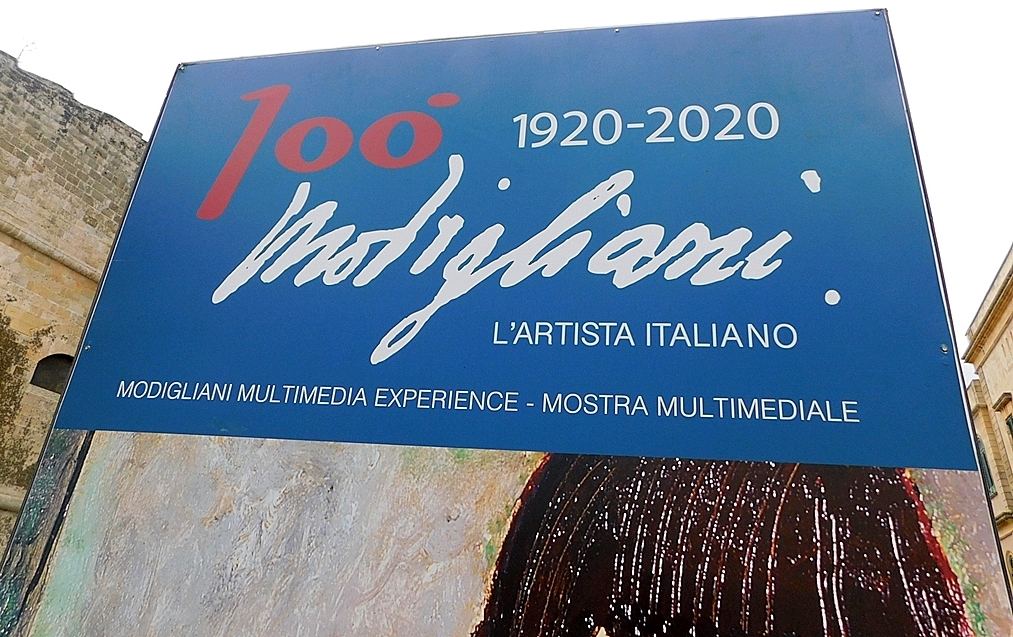 100° 1920-2020
Modigliani
L'ARTISTA ITALIANO
MODIGLIANI MULTIMEDIA EXPERIENCE - MOSTRA MULTIMEDIALE